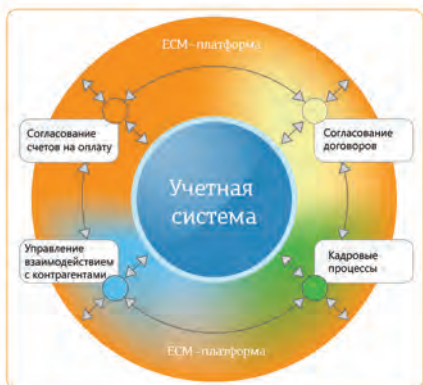 ECM-платформа
Согласование
счетов на оплату
Согласование
договоров
Учетная
система
Управление
взаимодействием
с контрагентами
Кадровые
процессы
ECM-платформа